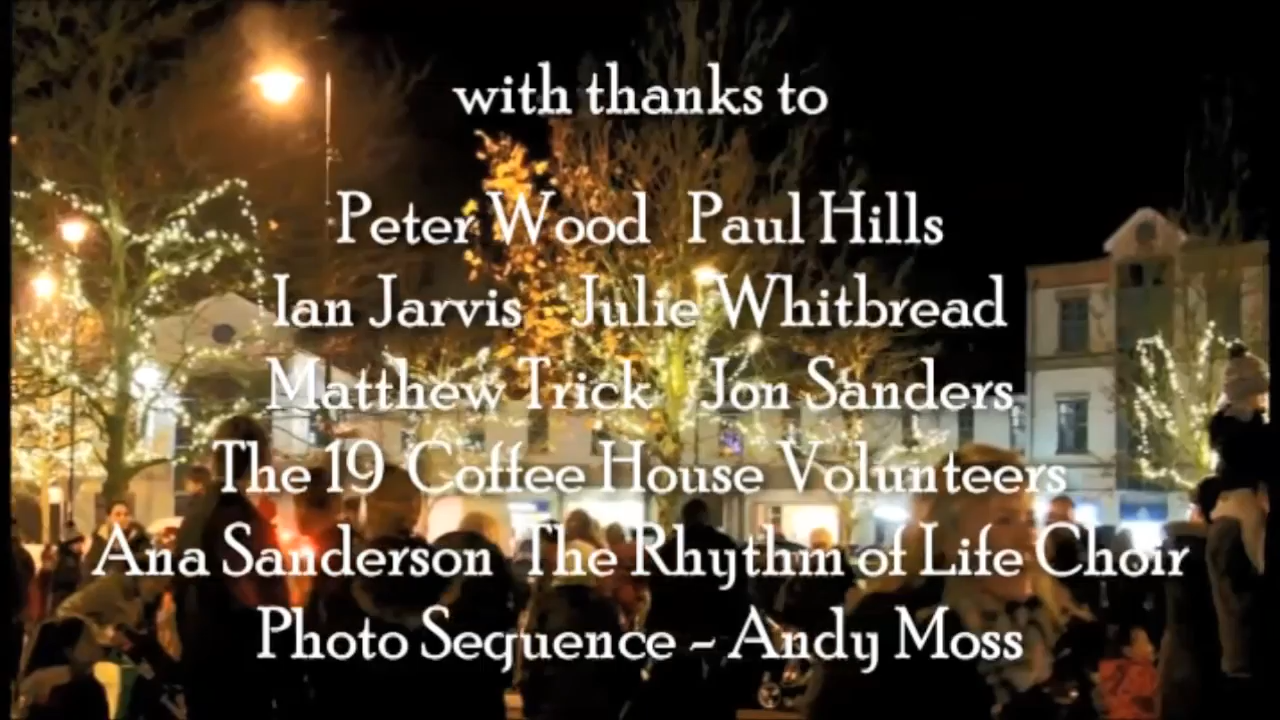 with thanks to
Peter Wood Paul Hills
Ian Jarvis Julie Whitbread
Matthew Trick Jon Sanders
The 19 Coffee House Volunteers
Ana Sanderson The Rhythm of Life Choir
Photo Sequence - Andy Moss